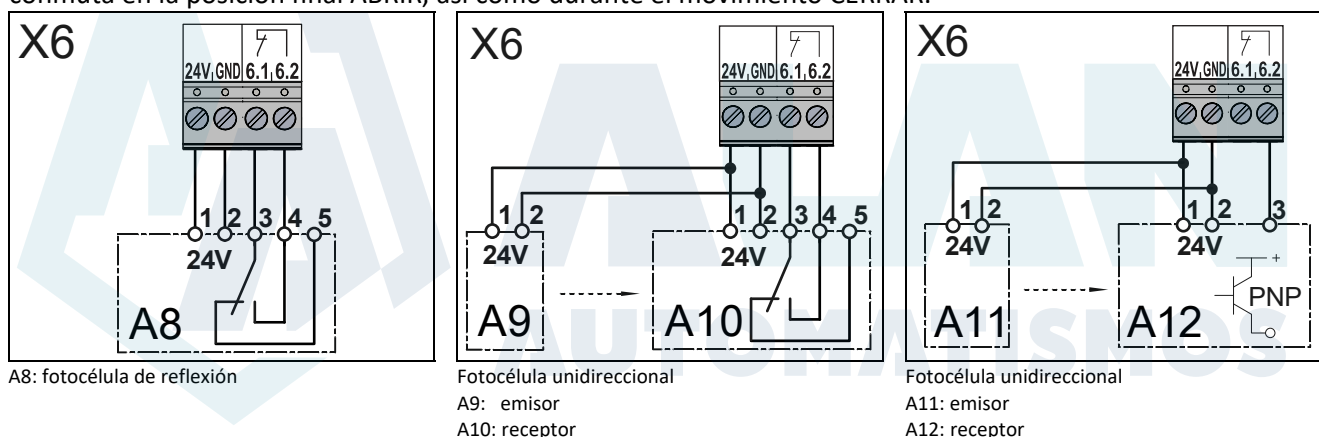 conmuta en la posición final ABRIR, así como durante el movimiento CERRAR.
X6
24V GND 6.1 6.2
1 2 3 4 5
24V
A8
X6
24V GND 6.1 6.2
1 2
24V
A9
1 2 3 4 5
24V
A10
X6
24V GND 6.1 6.2
1 2
24V
A11
1 2 3
24V
+
PNP
A12
ALAN
AUTOMATISMOS
A8: fotocélula de reflexión
Fotocélula unidireccional
A9: emisor
A10: receptor
Fotocélula unidireccional
A11: emisor
A12: receptor